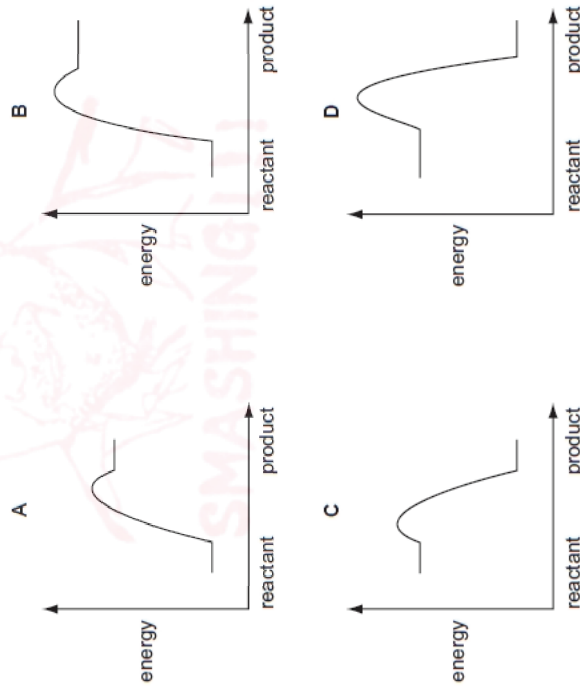 A
energy
reactant
product
B
energy
reactant
product
C
energy
reactant
product
D
energy
reactant
product
SMASHING!!!